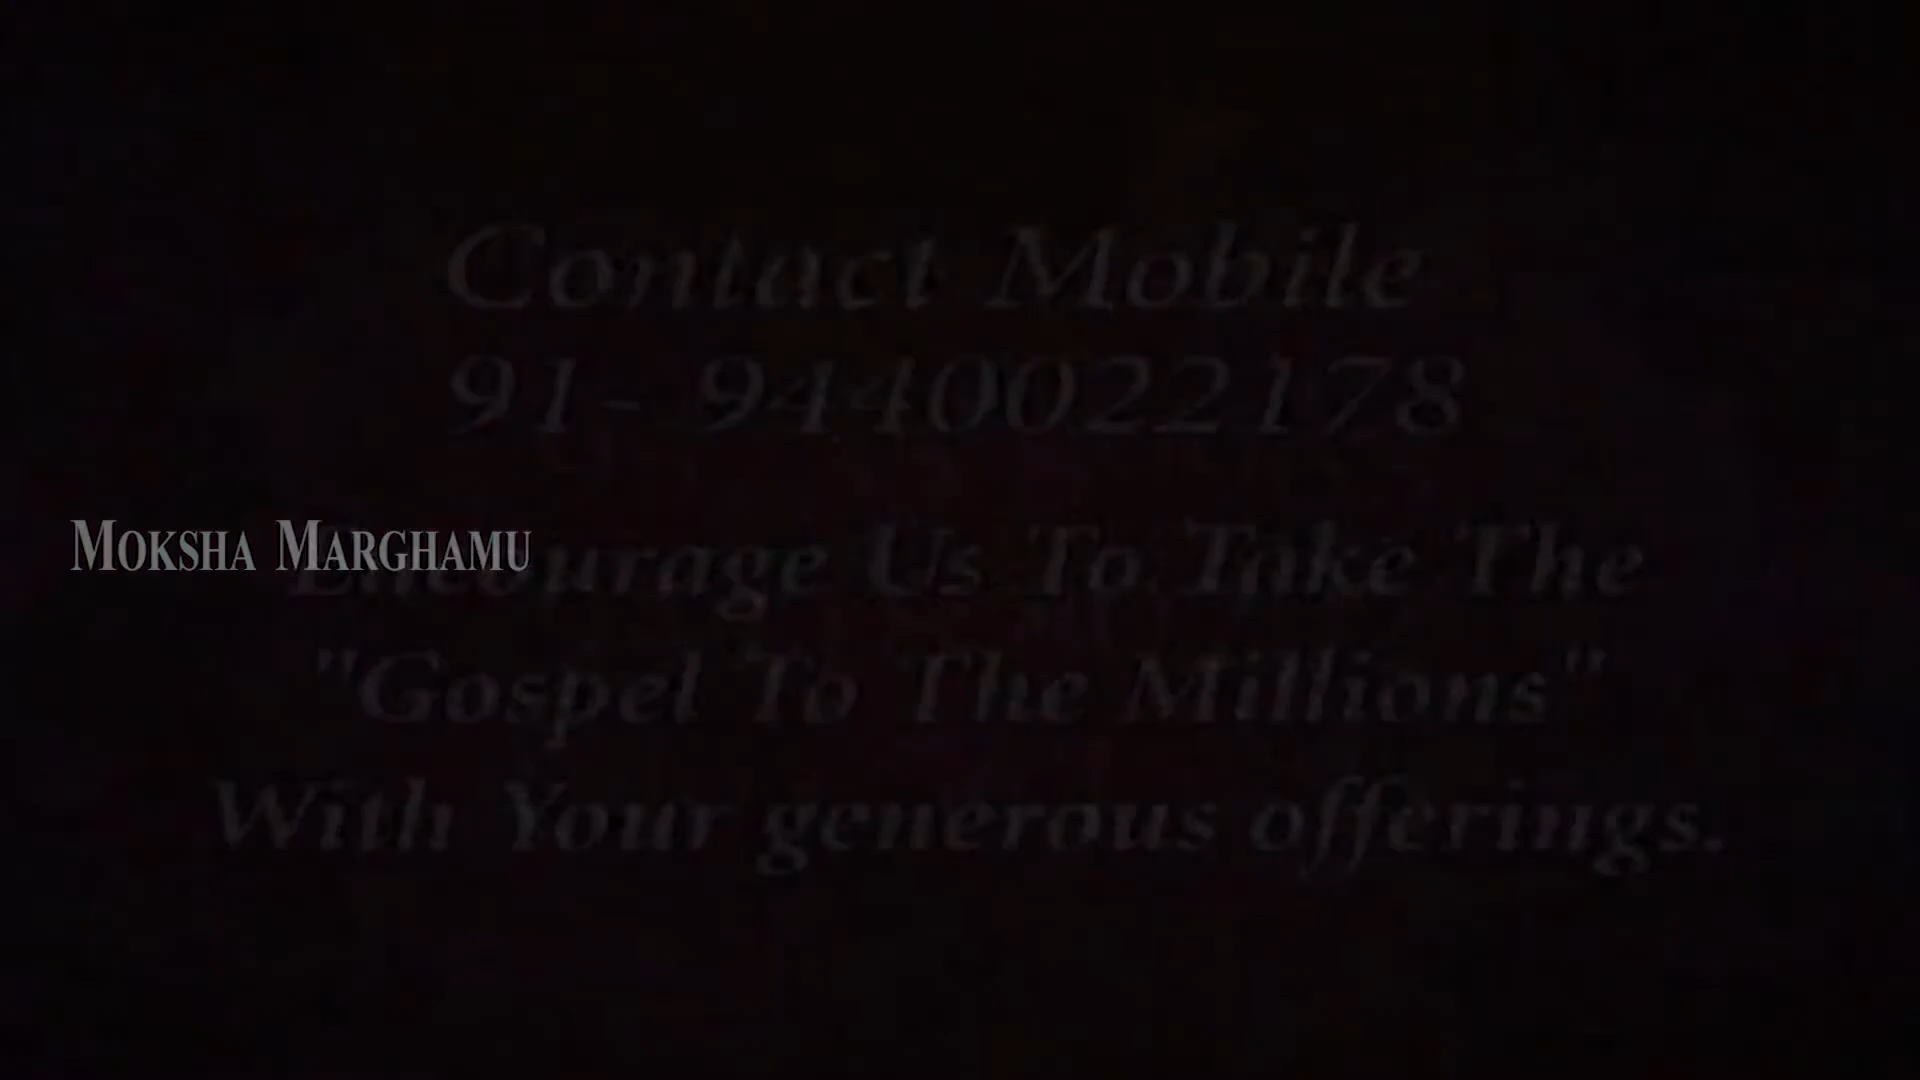 Contact Mobile
91- 9440022178
MOKSHA MARGHAMU
Encourage Us To Take The
"Gospel To The Millions"
With Your generous offerings.